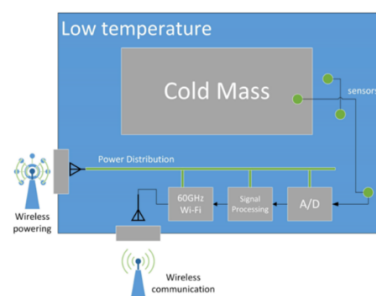 Low temperature
Cold Mass
sensors
Power Distribution
60GHz
Wi-Fi
Signal
Processing
A/D
Wireless
powering
Wireless
communication